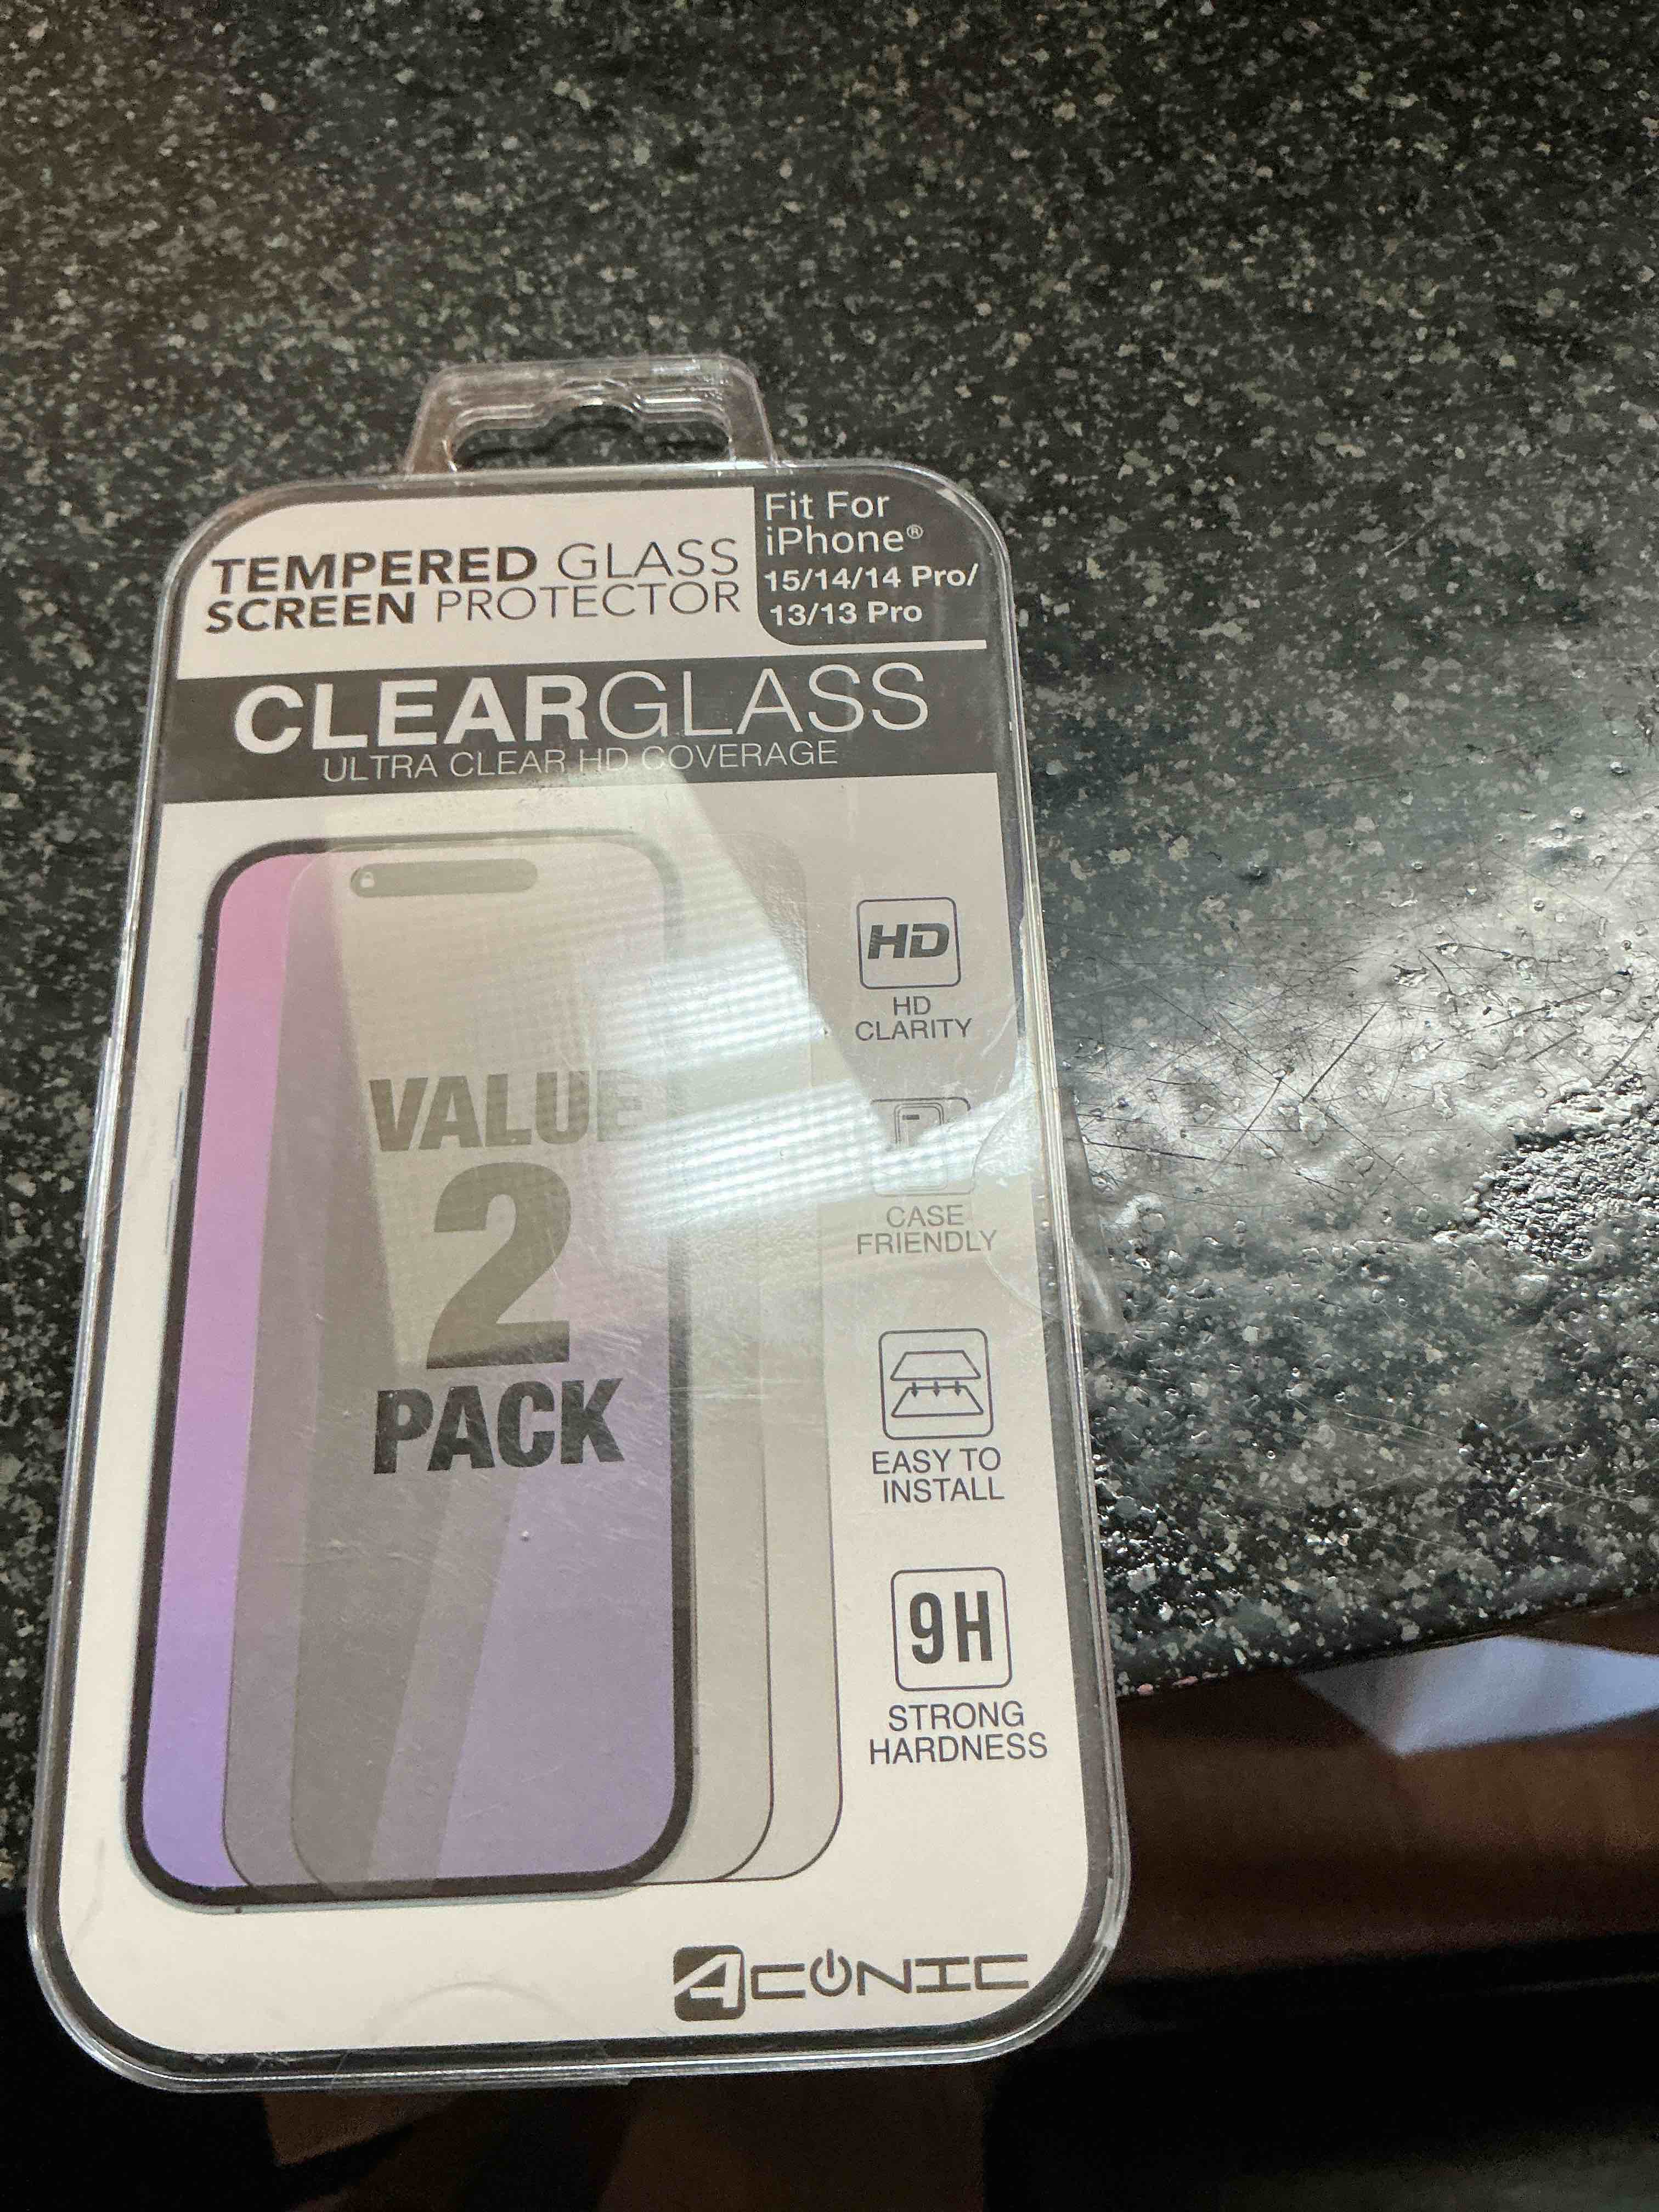 TEMPERED GLASS
SCREEN PROTECTOR
Fit For
iPhone®
15/14/14 Pro/
13/13 Pro
CLEARGLASS
ULTRA CLEAR HD COVERAGE
VALUE
2
PACK
HD
HD
CLARITY
CASE
FRIENDLY
EASY TO
INSTALL
9H
STRONG
HARDNESS
ACONIC